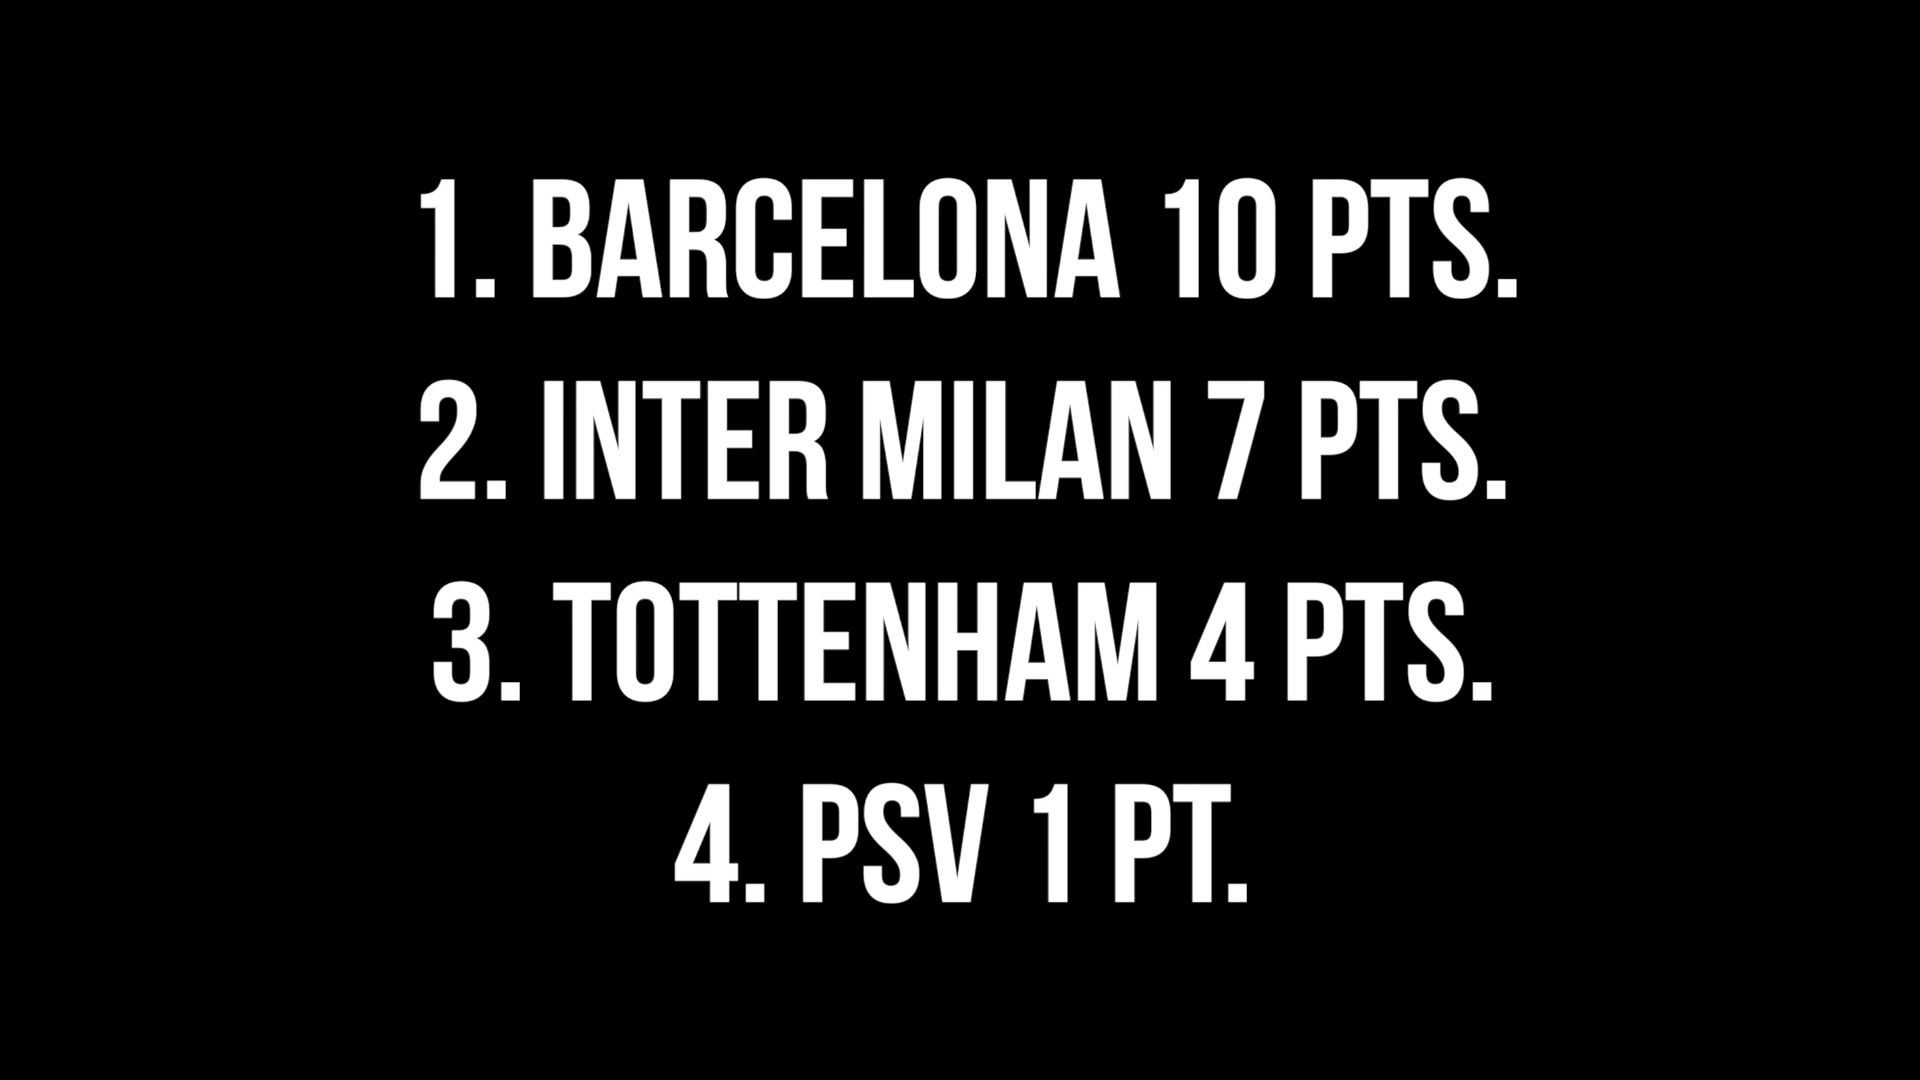 1. BARCELONA 10 PTS.
2. INTER MILAN 7 PTS.
3. TOTTENHAM 4 PTS.
4. PSV 1 PT.